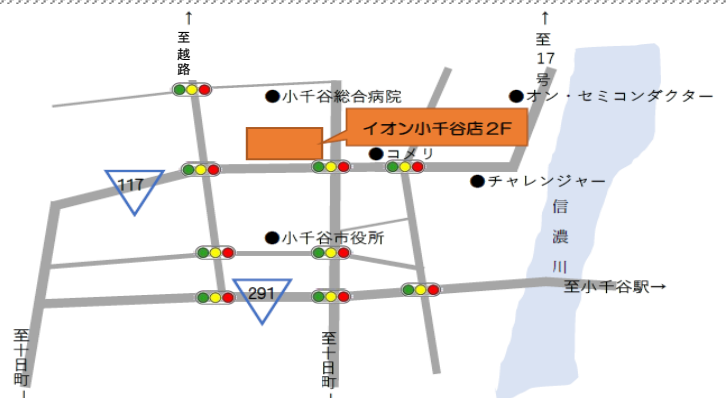 ↑
至越路
↑
至17号
●小千谷総合病院
●オン・セミコンダクター
イオン小千谷店2F
●コメリ
117
●チャレンジャー
信濃川
●小千谷市役所
291
至小千谷駅→
至十日町
至十日町